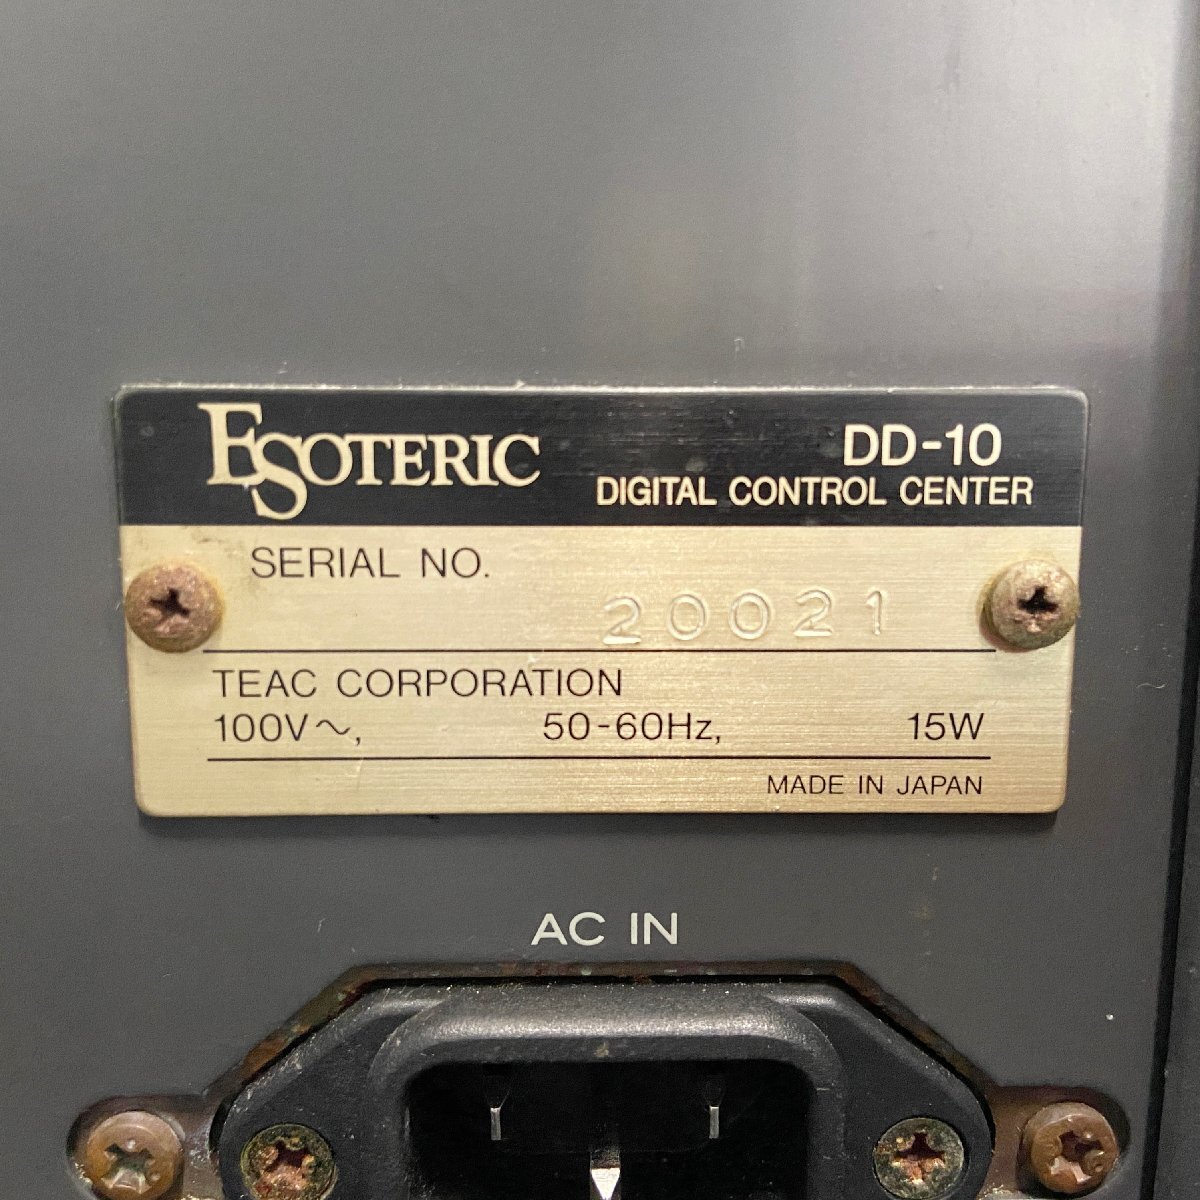 ESOTERIC DD-10
DIGITAL CONTROL CENTER
SERIAL NO.
20021
TEAC CORPORATION
100V～, 50-60Hz, 15W
MADE IN JAPAN
AC IN